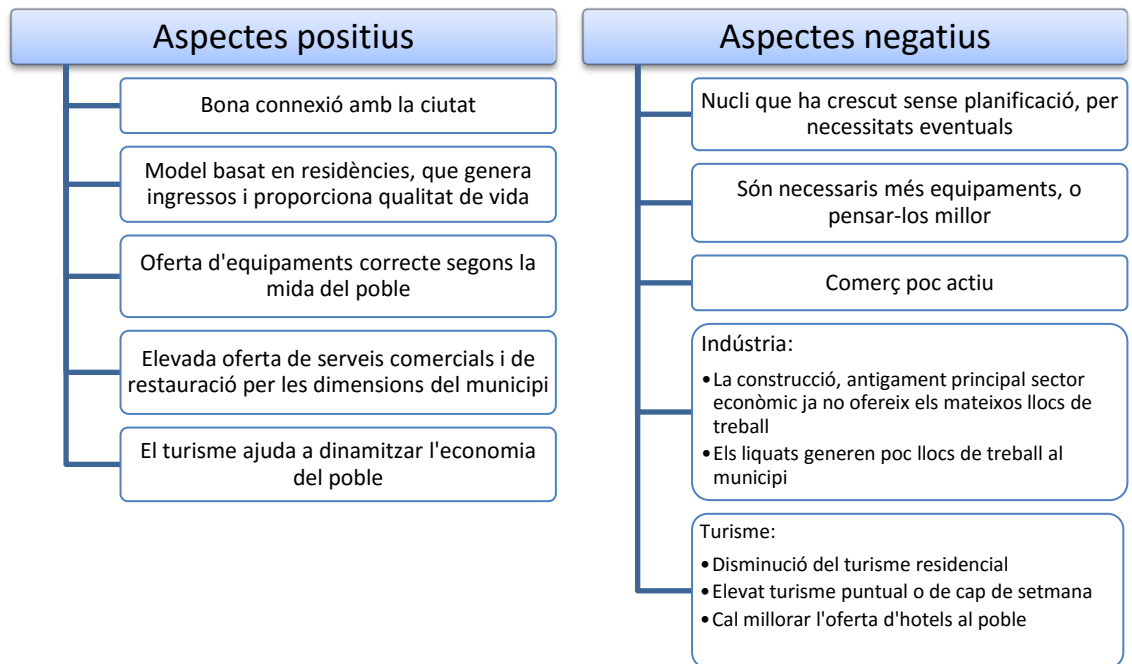 Aspectes positius
Bona connexió amb la ciutat
Model basat en residències, que genera
ingressos i proporciona qualitat de vida
Oferta d'equipaments correcte segons la
mida del poble
Elevada oferta de serveis comercials i de
restauració per les dimensions del municipi
El turisme ajuda a dinamitzar l'economia
del poble
Aspectes negatius
Nucli que ha crescut sense planificació, per
necessitats eventuals
Són necessaris més equipaments, o
pensar-los millor
Comerç poc actiu
Indústria:
•La construcció, antigament principal sector
econòmic ja no ofereix els mateixos llocs de
treball
•Els liquats generen poc llocs de treball al
municipi
Turisme:
•Disminució del turisme residencial
•Elevat turisme puntual o de cap de setmana
•Cal millorar l'oferta d'hotels al poble